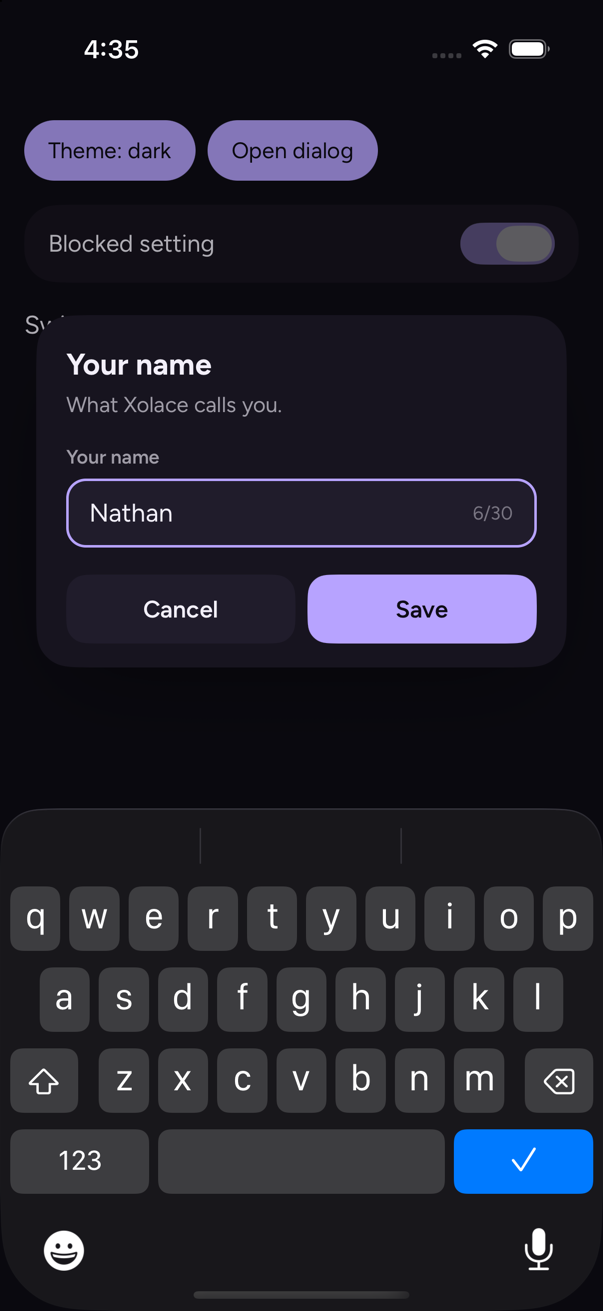 4:35
Theme: dark
Open dialog
Blocked setting
Your name
What Xolace calls you.
Your name
Nathan
6/30
Cancel
Save
q w e r t y u i o p
a s d f g h j k l
z x c v b n m
123